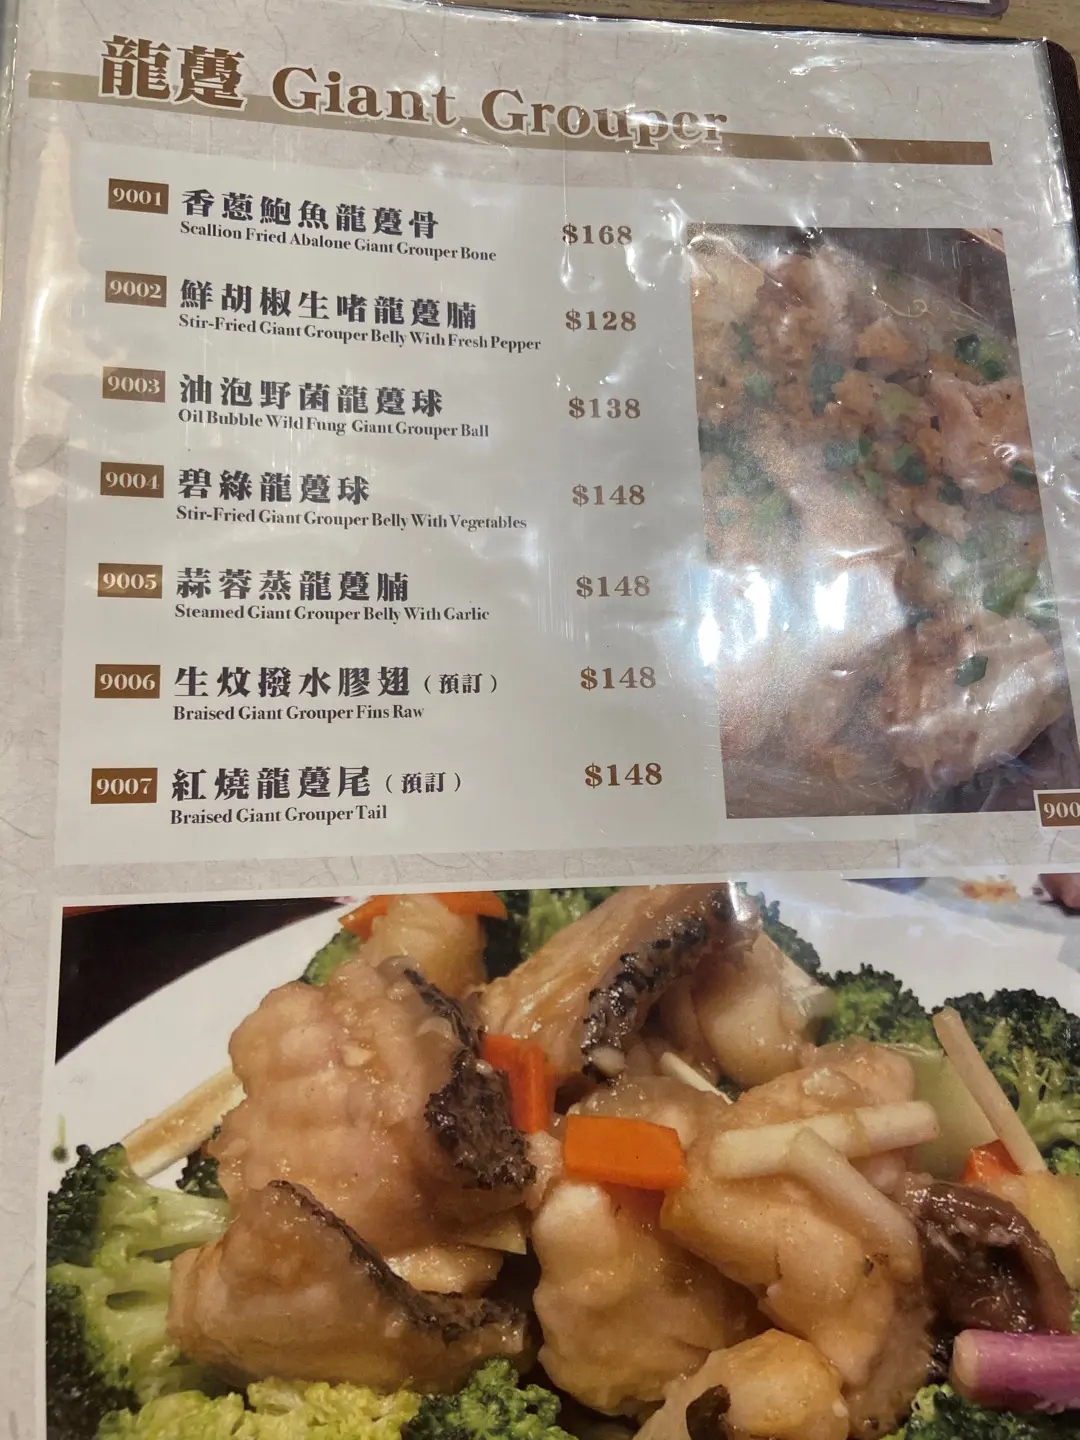 龍躉 Giant Grouper
9001 香蔥鮑魚龍躉骨 $168
Scallion Fried Abalone Giant Grouper Bone
9002 鮮胡椒生啫龍躉腩 $128
Stir-Fried Giant Grouper Belly With Fresh Pepper
9003 油泡野菌龍躉球 $138
Oil Bubble Wild Fung Giant Grouper Ball
9004 碧綠龍躉球 $148
Stir-Fried Giant Grouper Belly With Vegetables
9005 蒜蓉蒸龍躉腩 $148
Steamed Giant Grouper Belly With Garlic
9006 生炆撥水膠翅（預訂） $148
Braised Giant Grouper Fins Raw
9007 紅燒龍躉尾（預訂） $148
Braised Giant Grouper Tail
900